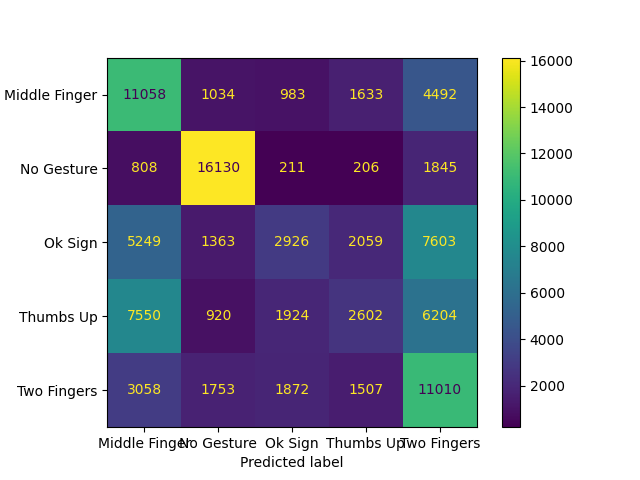 Middle Finger 11058 1034 983 1633 4492
No Gesture 808 16130 211 206 1845
Ok Sign 5249 1363 2926 2059 7603
Thumbs Up 7550 920 1924 2602 6204
Two Fingers 3058 1753 1872 1507 11010
Middle Finger No Gesture Ok Sign Thumbs Up Two Fingers
Predicted label
16000
14000
12000
10000
8000
6000
4000
2000